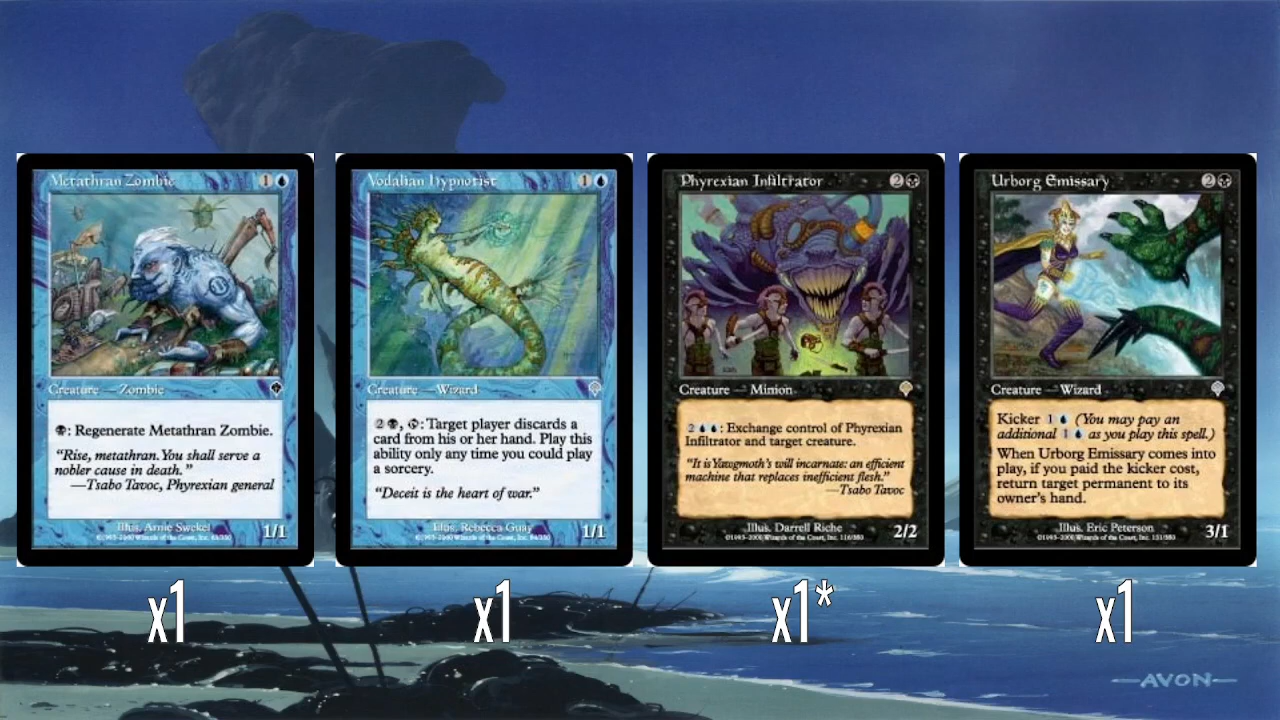 Metathran Zombie 1
Creature — Zombie
: Regenerate Metathran Zombie.
"Rise, metathran. You shall serve a
nobler cause in death."
—Tsabo Tavoc, Phyrexian general
Illus. Arnie Swekel
1/1
x1
Vodalian Hypnotist 1
Creature — Wizard
2 , : Target player discards a
card from his or her hand. Play this
ability only any time you could play
a sorcery.
"Deceit is the heart of war."
Illus. Rebecca Guay
1/1
x1
Phyrexian Infiltrator 2
Creature — Minion
2 : Exchange control of Phyrexian
Infiltrator and target creature.
"It is Yawgmoth's will incarnate: an efficient
machine that replaces inefficient flesh."
—Tsabo Tavoc
Illus. Darrell Riche
2/2
x1*
Urborg Emissary 2
Creature — Wizard
Kicker 1 (You may pay an
additional 1 as you play this spell.)
When Urborg Emissary comes into
play, if you paid the kicker cost,
return target permanent to its
owner's hand.
Illus. Eric Peterson
3/1
x1
—AVON—